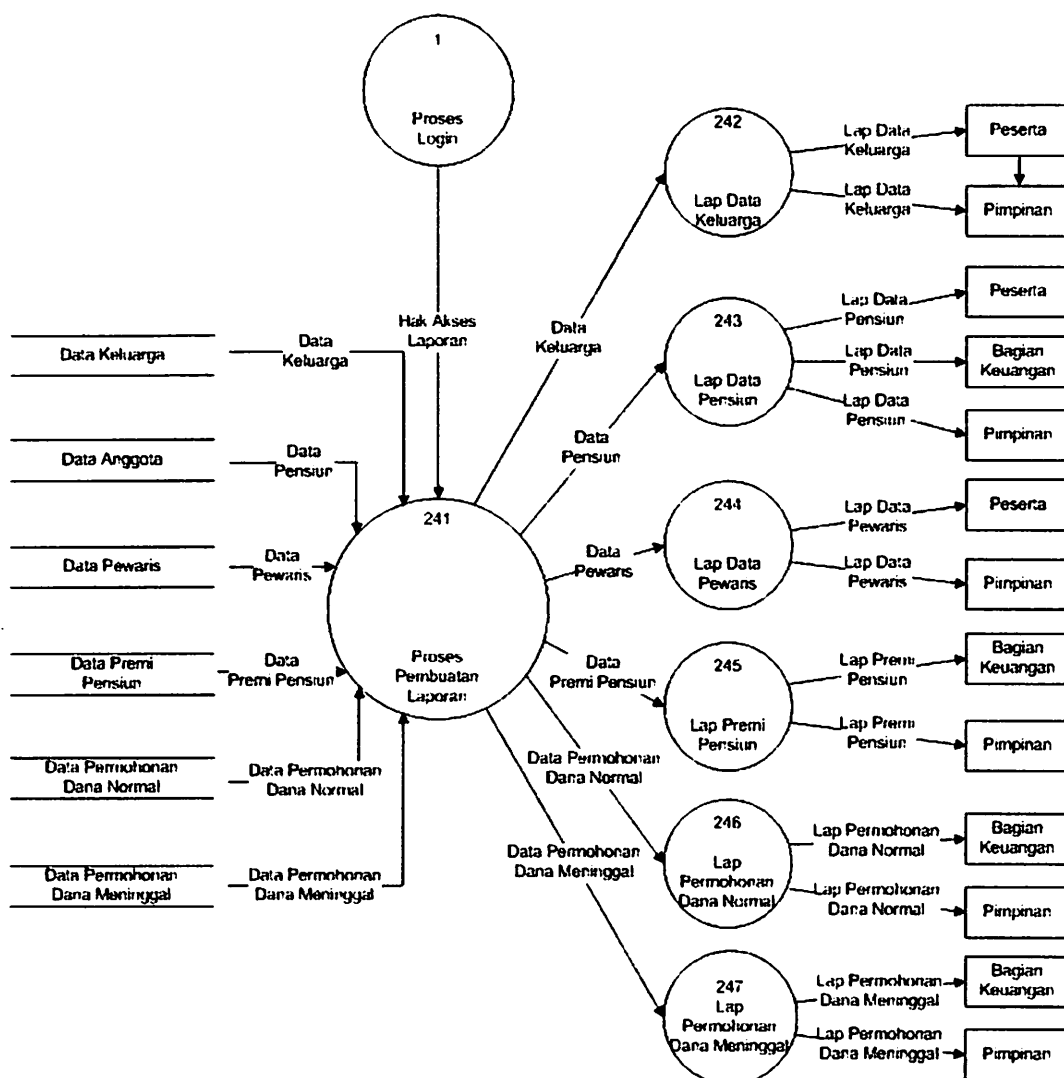 1
Proses
Login
Hak Akses
Laporan
Data Keluarga
Data
Keluarga
Data Anggota
Data
Pensiun
Data Pewaris
Data
Pewaris
Data Premi
Pensiun
Data
Premi Pensiun
Data Permohonan
Dana Normal
Data Permohonan
Dana Normal
Data Permohonan
Dana Meninggal
Data Permohonan
Dana Meninggal
241
Proses
Pembuatan
Laporan
Data
Keluarga
Data
Pensiun
Data
Pewaris
Data
Premi Pensiun
Data Permohonan
Dana Normal
Data Permohonan
Dana Meninggal
242
Lap Data
Keluarga
Lap Data
Keluarga
Peserta
Lap Data
Keluarga
Pimpinan
243
Lap Data
Pensiun
Lap Data
Pensiun
Peserta
Lap Data
Pensiun
Bagian
Keuangan
Lap Data
Pensiun
Pimpinan
244
Lap Data
Pewaris
Lap Data
Pewaris
Peserta
Lap Data
Pewaris
Pimpinan
245
Lap Premi
Pensiun
Lap Premi
Pensiun
Bagian
Keuangan
Lap Premi
Pensiun
Pimpinan
246
Lap
Permohonan
Dana Normal
Lap Permohonan
Dana Normal
Bagian
Keuangan
Lap Permohonan
Dana Normal
Pimpinan
247
Lap
Permohonan
Dana Meninggal
Lap Permohonan
Dana Meninggal
Bagian
Keuangan
Lap Permohonan
Dana Meninggal
Pimpinan